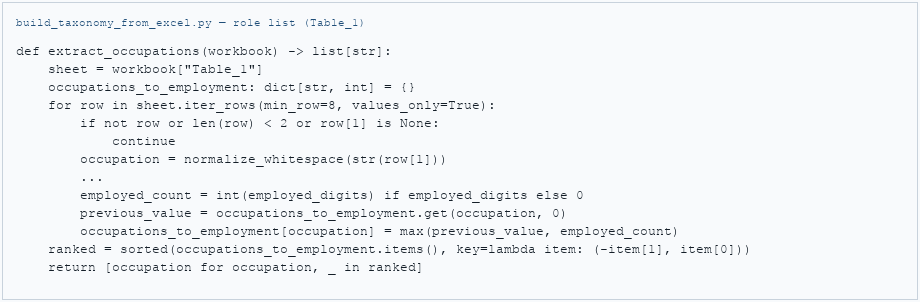 build_taxonomy_from_excel.py — role list (Table_1)
def extract_occupations(workbook) -> list[str]:
    sheet = workbook["Table_1"]
    occupations_to_employment: dict[str, int] = {}
    for row in sheet.iter_rows(min_row=8, values_only=True):
        if not row or len(row) < 2 or row[1] is None:
            continue
        occupation = normalize_whitespace(str(row[1]))
        ...
        employed_count = int(employed_digits) if employed_digits else 0
        previous_value = occupations_to_employment.get(occupation, 0)
        occupations_to_employment[occupation] = max(previous_value, employed_count)
    ranked = sorted(occupations_to_employment.items(), key=lambda item: (-item[1], item[0]))
    return [occupation for occupation, _ in ranked]